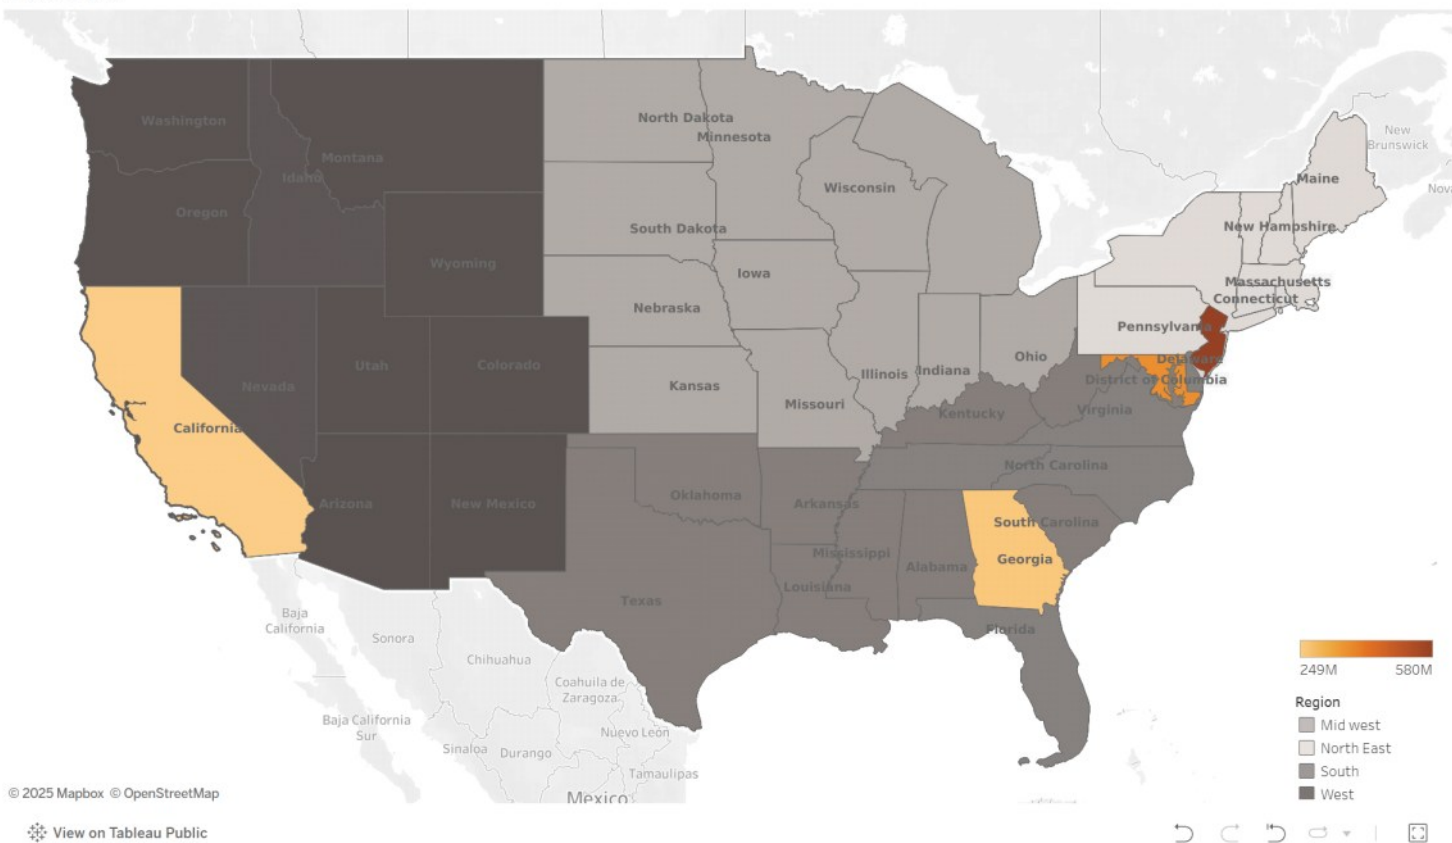 New
Brunswick
North Dakota
Washington
Minnesota
Montana
Idaho
Maine
Wisconsin
Nova
Oregon
South Dakota
New Hampshire
Wyoming
Iowa
Massachusetts
Connecticut
Nebraska
Pennsylvania
Ohio
Delaware
Utah
Colorado
Illinois
Indiana
District of Columbia
Nevada
Kansas
Missouri
Kentucky
Virginia
California
North Carolina
Oklahoma
Arizona
New Mexico
Arkansas
South Carolina
Mississippi
Georgia
Alabama
Louisiana
Texas
Baja
California
Florida
Sonora
Chihuahua
Coahuila de
Zaragoza
249M 580M
Baja California
Sur
Nuevo León
Sinaloa
Durango
Tamaulipas
Mexico
Region
Mid west
North East
South
West
© 2025 Mapbox © OpenStreetMap
View on Tableau Public